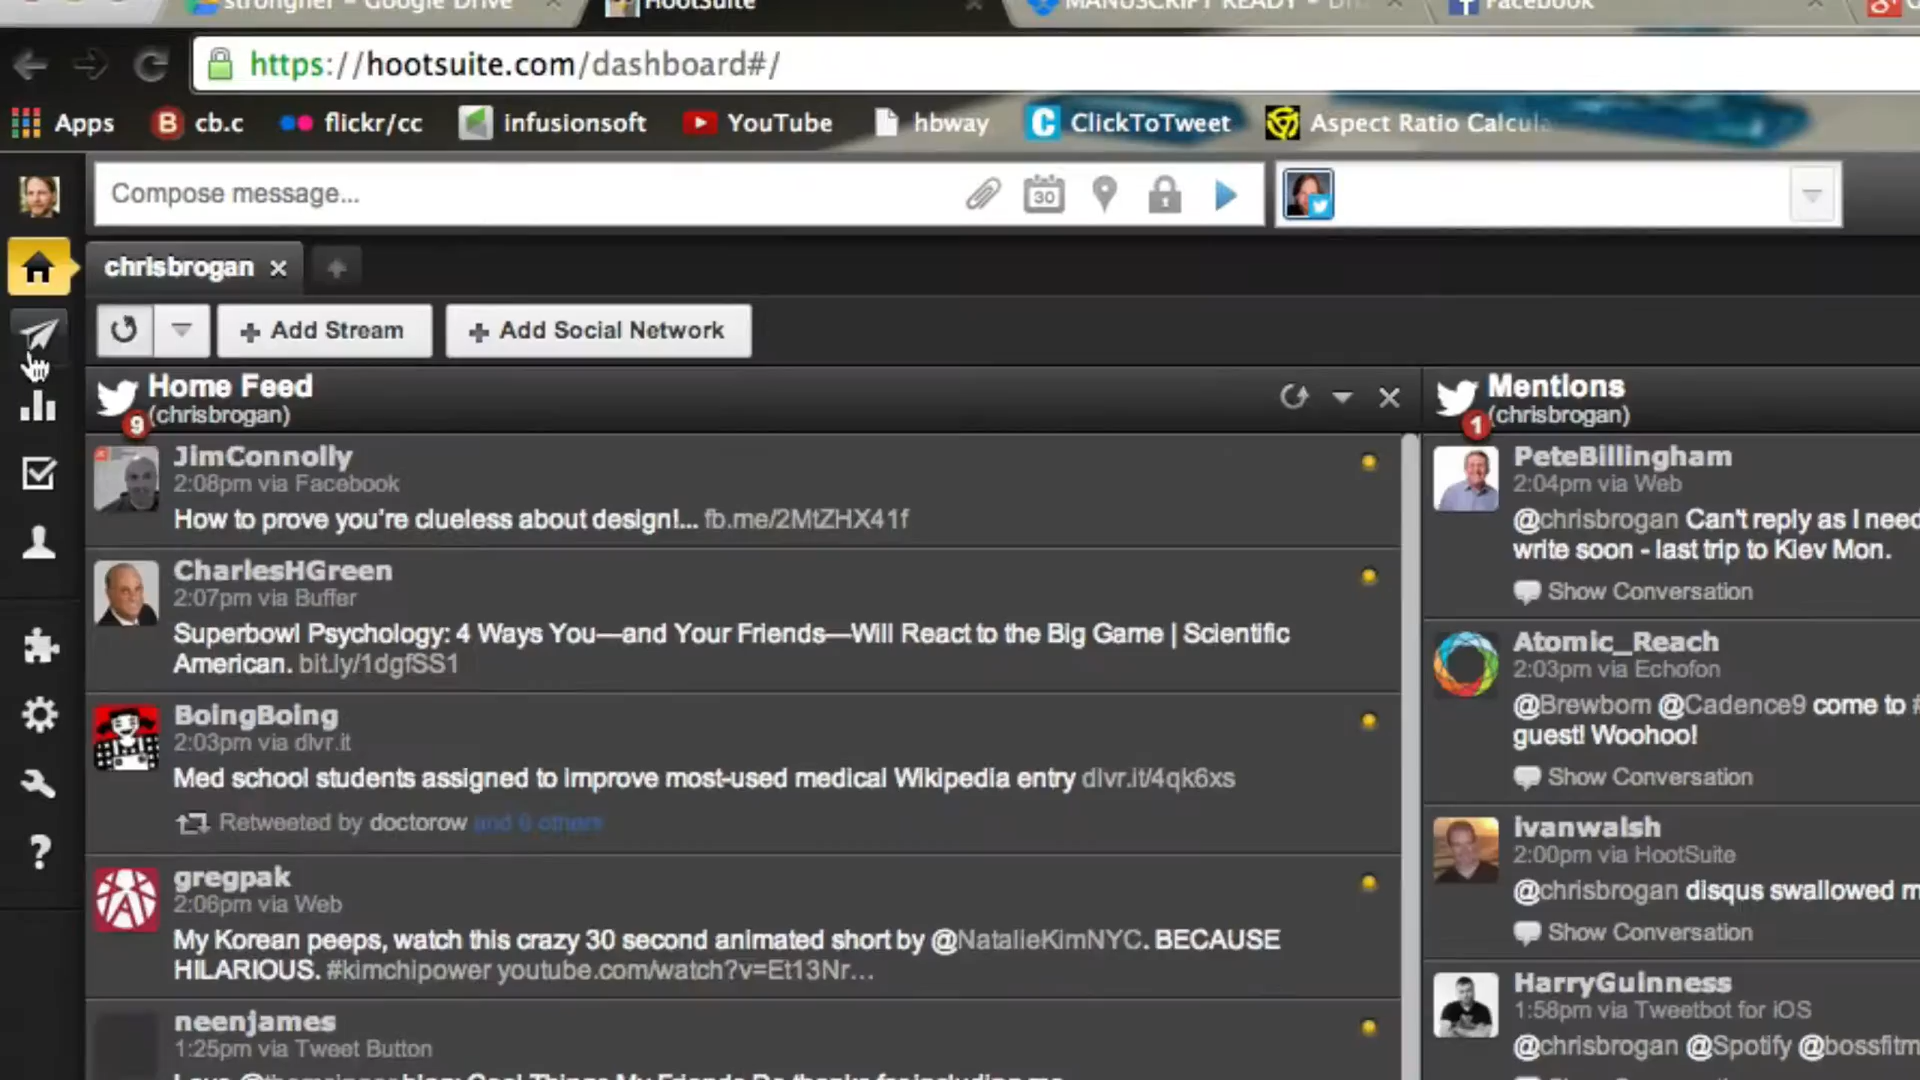 strongher – Google Drive
HootSuite
MANUSCRIPT READY –
Facebook
https://hootsuite.com/dashboard#/
Apps
cb.c
flickr/cc
infusionsoft
YouTube
hbway
ClickToTweet
Aspect Ratio Calcula
Compose message...
30
chrisbrogan
Add Stream
Add Social Network
Home Feed
(chrisbrogan)
9
JimConnolly
2:08pm via Facebook
How to prove you're clueless about design!... fb.me/2MtZHX41f
CharlesHGreen
2:07pm via Buffer
Superbowl Psychology: 4 Ways You—and Your Friends—Will React to the Big Game | Scientific
American. bit.ly/1dgfSS1
BoingBoing
2:03pm via dlvr.it
Med school students assigned to improve most-used medical Wikipedia entry dlvr.it/4qk6xs
Retweeted by doctorow and 6 others
gregpak
2:06pm via Web
My Korean peeps, watch this crazy 30 second animated short by @NatalieKimNYC. BECAUSE
HILARIOUS. #kimchipower youtube.com/watch?v=Et13Nr...
neenjames
1:25pm via Tweet Button
Mentions
(chrisbrogan)
1
PeteBillingham
2:04pm via Web
@chrisbrogan Can't reply as I need
write soon - last trip to Kiev Mon.
Show Conversation
Atomic_Reach
2:03pm via Echofon
@Brewbom @Cadence9 come to #
guest! Woohoo!
Show Conversation
ivanwalsh
2:00pm via HootSuite
@chrisbrogan disqus swallowed m
Show Conversation
HarryGuinness
1:58pm via Tweetbot for iOS
@chrisbrogan @Spotify @bossfitm